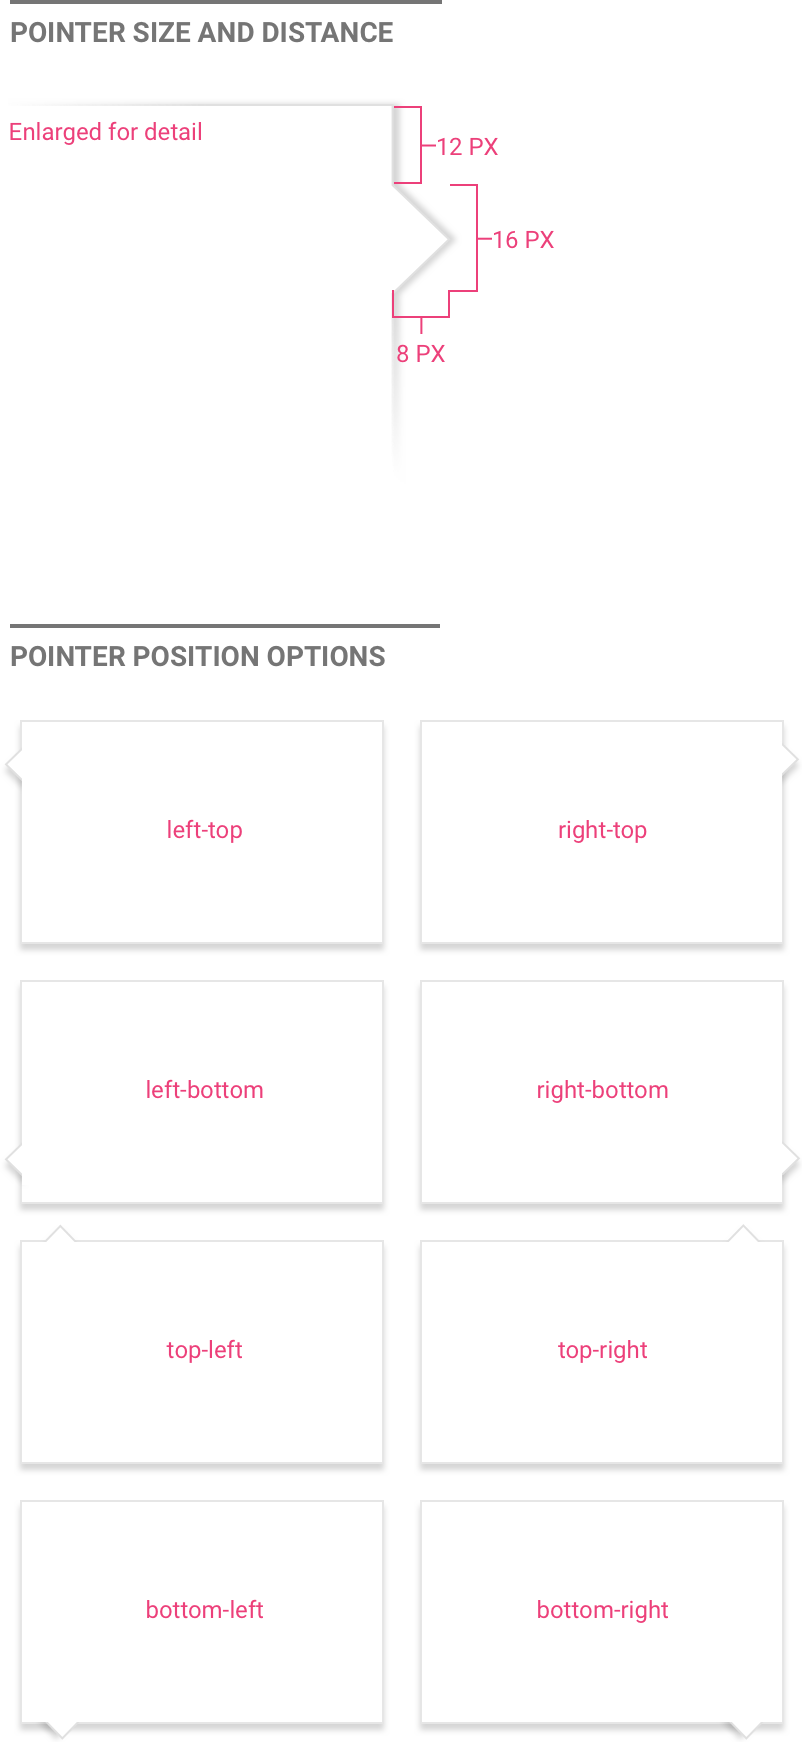 POINTER SIZE AND DISTANCE
Enlarged for detail
12 PX
16 PX
8 PX
POINTER POSITION OPTIONS
left-top
right-top
left-bottom
right-bottom
top-left
top-right
bottom-left
bottom-right